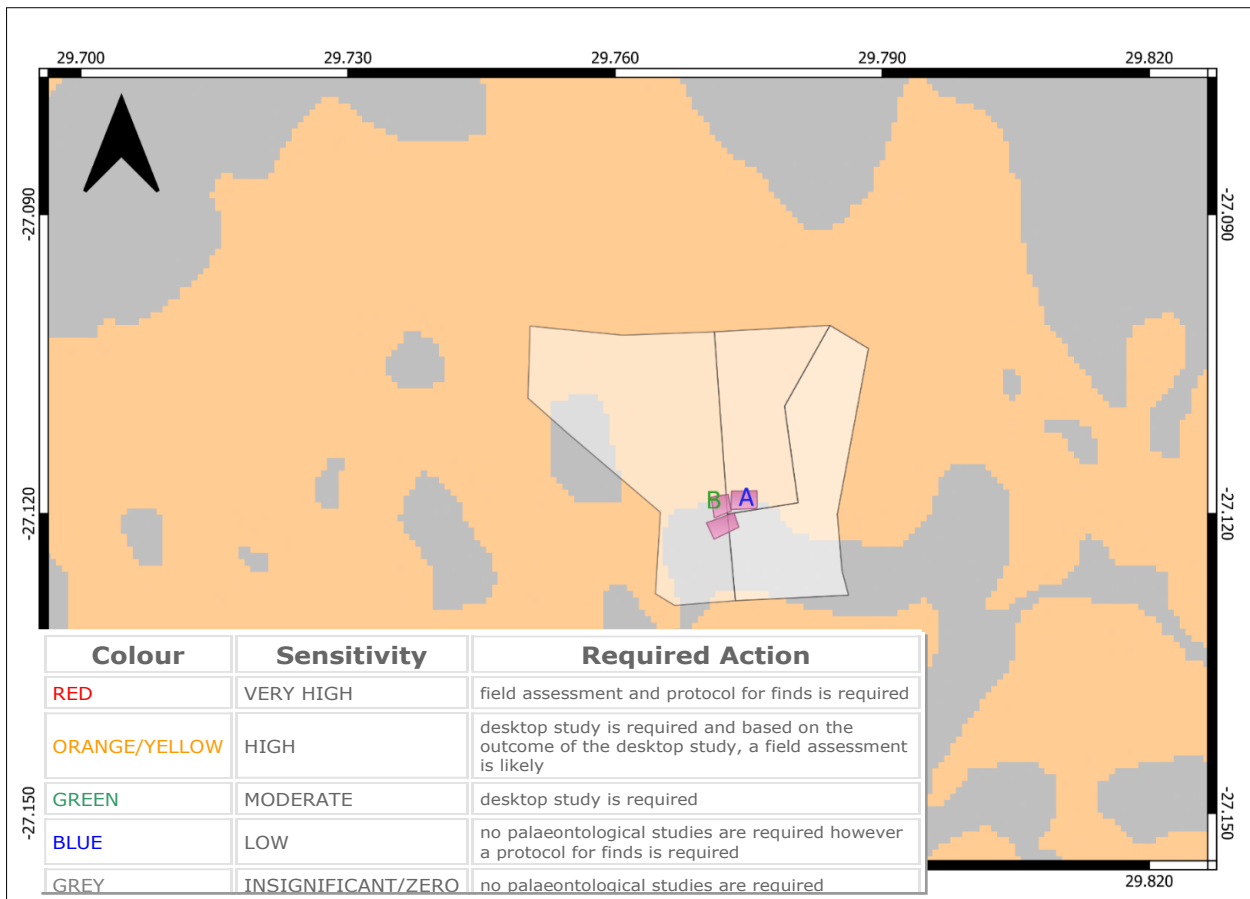 29.700 29.730 29.760 29.790 29.820
-27.090 -27.090
B A
-27.120 -27.120
Colour Sensitivity Required Action
RED VERY HIGH field assessment and protocol for finds is required
ORANGE/YELLOW HIGH desktop study is required and based on the
outcome of the desktop study, a field assessment
is likely
GREEN MODERATE desktop study is required
BLUE LOW no palaeontological studies are required however
a protocol for finds is required
GREY INSIGNIFICANT/ZERO no palaeontological studies are required
-27.150 -27.150
29.820